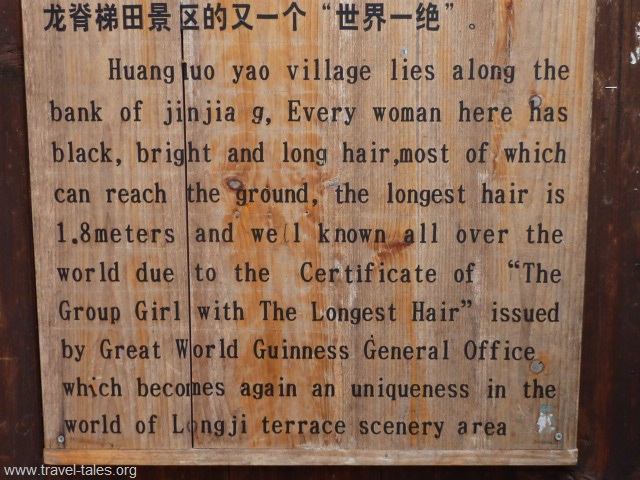 龙脊梯田景区的又一个“世界一绝”。
Huangluo yao village lies along the
bank of jinjia g, Every woman here has
black, bright and long hair,most of which
can reach the ground, the longest hair is
1.8meters and well known all over the
world due to the Certificate of “The
Group Girl with The Longest Hair” issued
by Great World Guinness General Office
which becomes again an uniqueness in the
world of Longji terrace scenery area
www.travel-tales.org